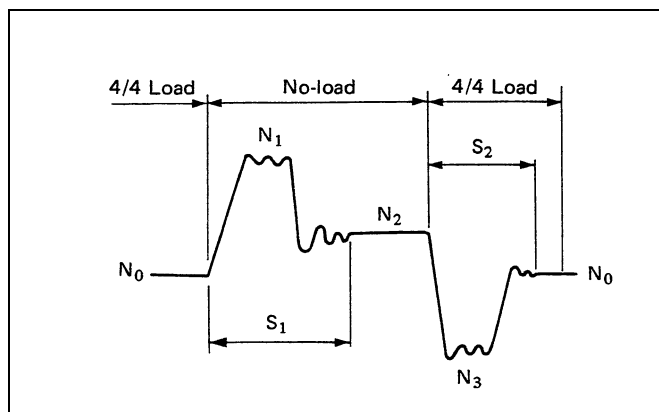 4/4 Load No-load 4/4 Load
N₁
S₂
N₂
N₀ N₀
S₁
N₃